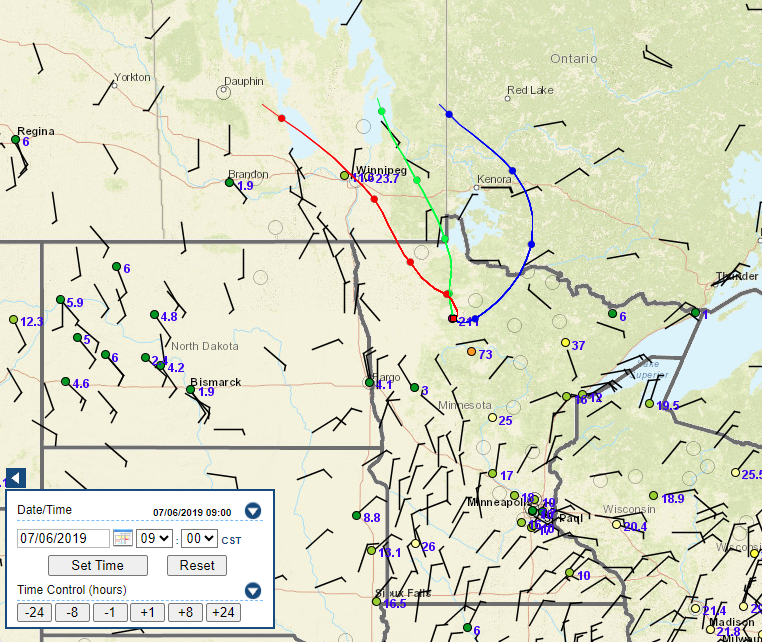 Ontario
Yorkton
Dauphin
Red Lake
Regina
6
Brandon
1.9
Winnipeg
23.7
Kenora
Thunder
6
5.9
12.3
4.8
5
6
4.2
North Dakota
Bismarck
1.9
4.6
Fargo
4.1
3
211
73
37
6
1
Lake
Superior
Minnesota
25
12
19.5
17
18
19
Minneapolis
Paul
18.9
Wisconsin
20.4
25.5
8.8
13.1
26
10
Sioux Falls
16.5
6
21.4
Madison
21.8
Milwau
Date/Time
07/06/2019 09:00
07/06/2019
09 : 00 CST
Set Time
Reset
Time Control (hours)
-24 -8 -1 +1 +8 +24